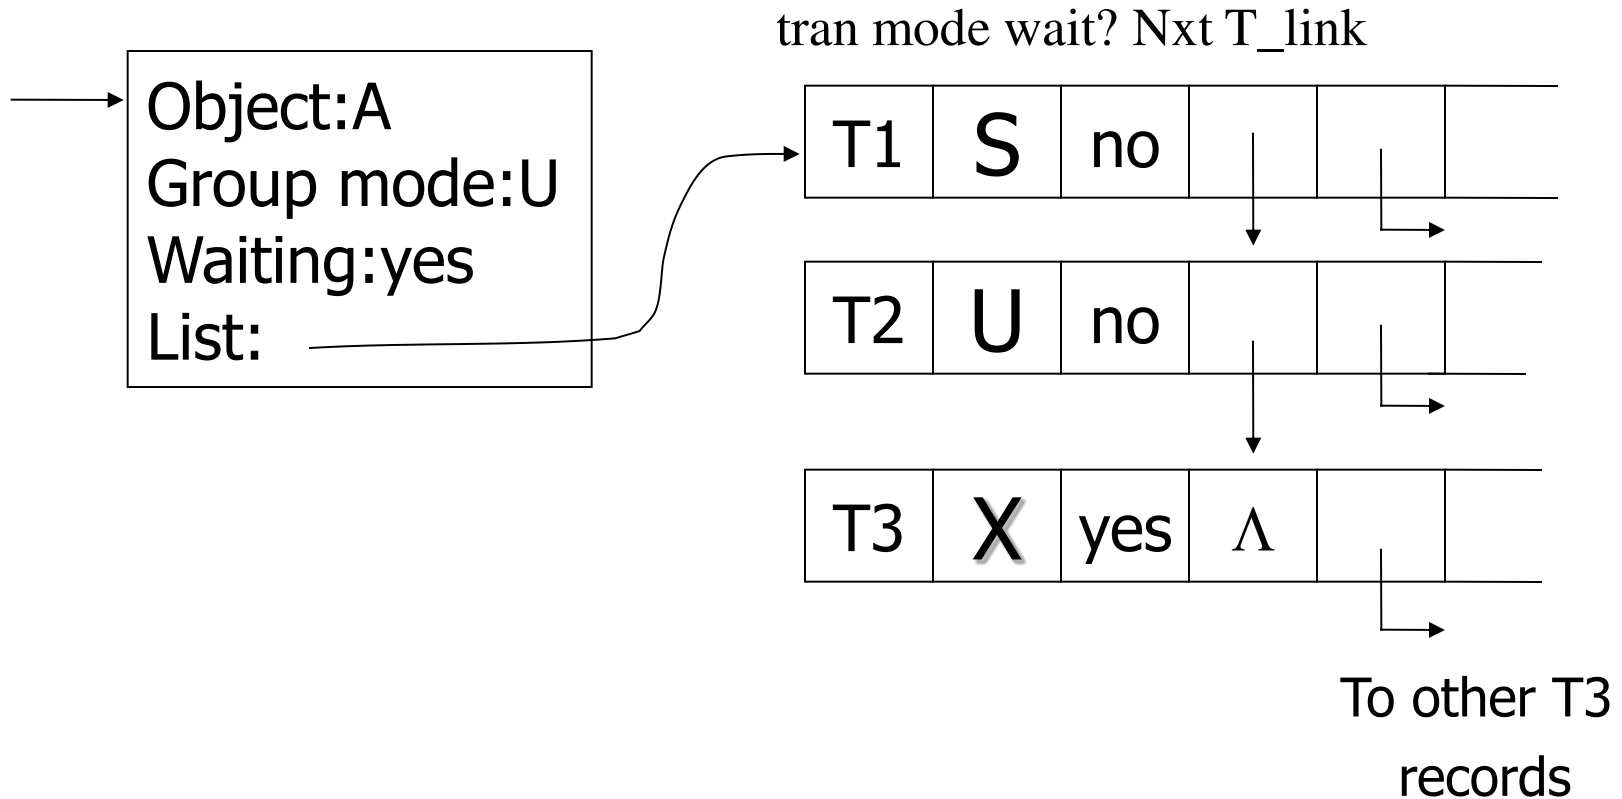 tran mode wait? Nxt T_link
Object:A
Group mode:U
Waiting:yes
List:
T1 S no
T2 U no
T3 X yes Λ
To other T3
records